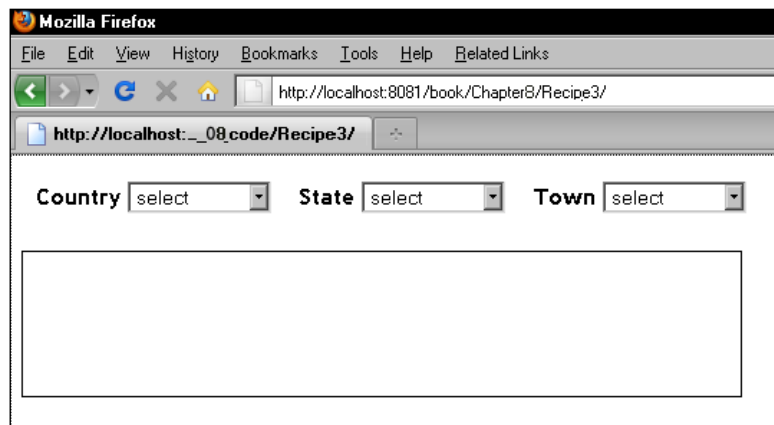 Mozilla Firefox
File Edit View History Bookmarks Tools Help Related Links
http://localhost:8081/book/Chapter8/Recipe3/
http://localhost:_08_code/Recipe3/
Country select State select Town select